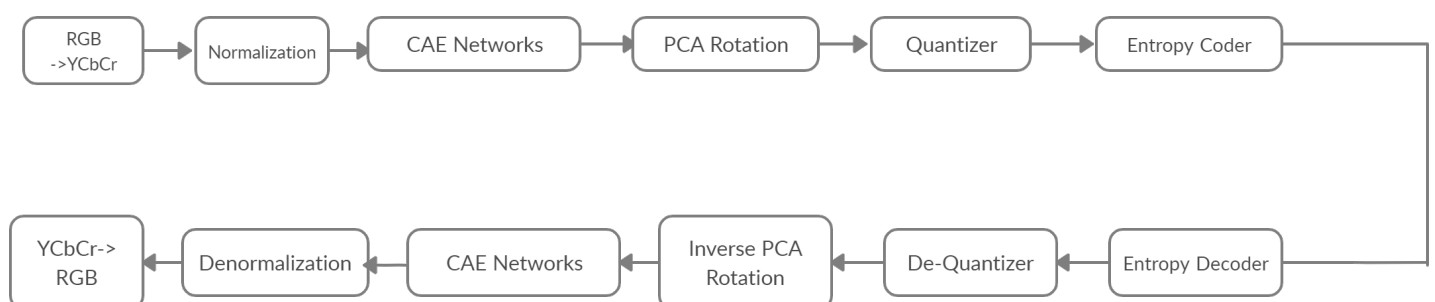 RGB
->YCbCr
Normalization
CAE Networks
PCA Rotation
Quantizer
Entropy Coder
YCbCr->
RGB
Denormalization
CAE Networks
Inverse PCA
Rotation
De-Quantizer
Entropy Decoder